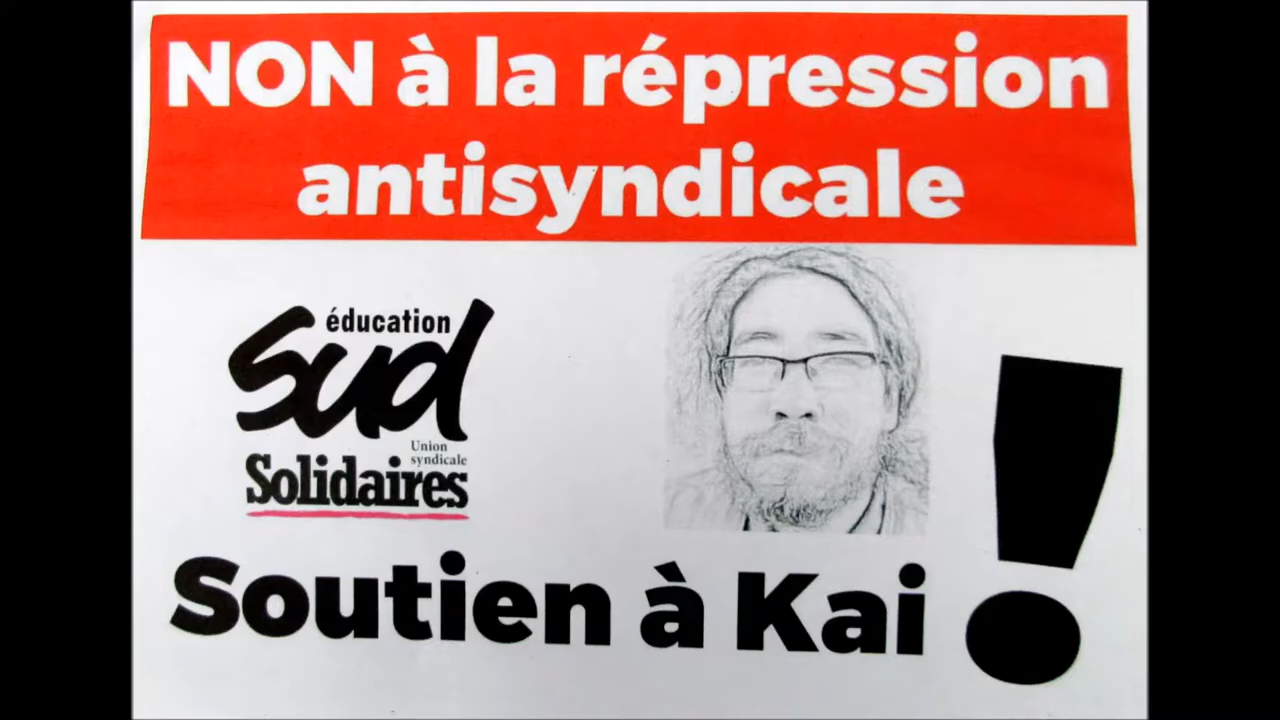 NON à la répression
antisyndicale
éducation
Sud
Union
syndicale
Solidaires
Soutien à Kai !